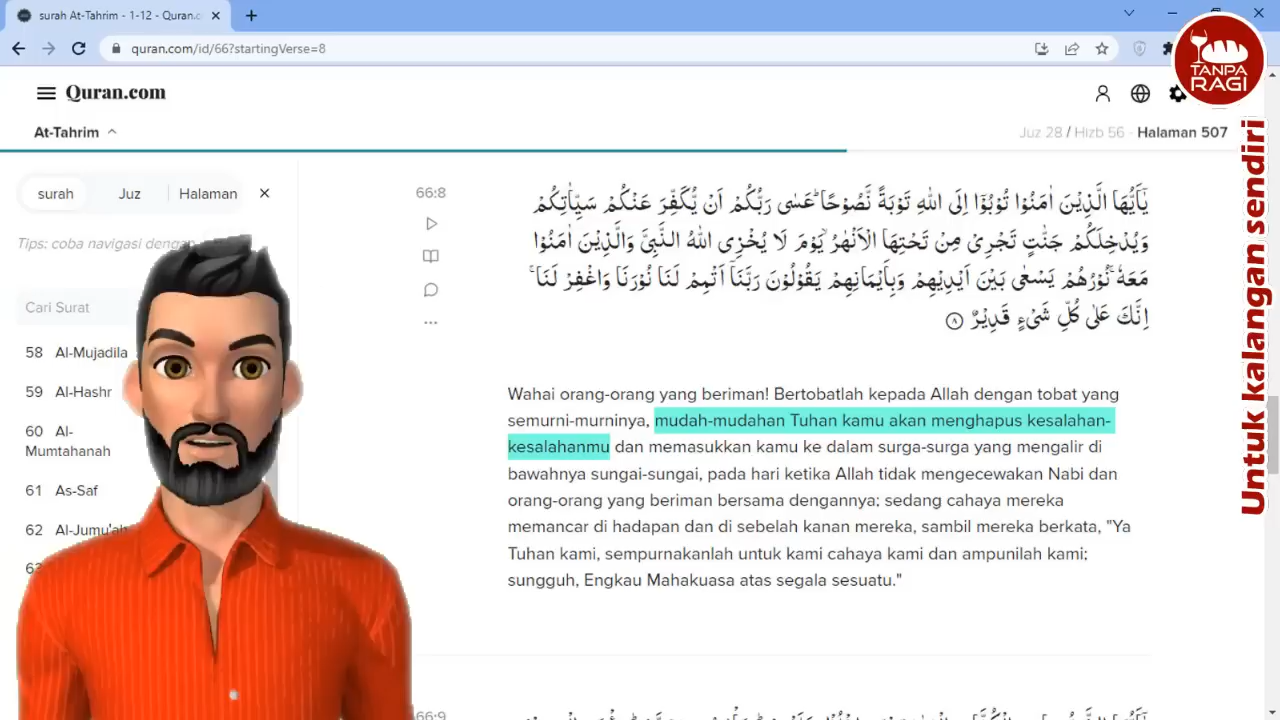 surah At-Tahrim - 1-12 - Quran.c
quran.com/id/66?startingVerse=8
TANPA
RAGI
Quran.com
At-Tahrim
Juz 28 / Hizb 56 - Halaman 507
surah Juz Halaman
Tips: coba navigasi dengan
Cari Surat
58 Al-Mujadila
59 Al-Hashr
60 Al-
Mumtahanah
61 As-Saf
62 Al-Jumu'ah
66:8
يٰٓاَيُّهَا الَّذِيْنَ اٰمَنُوْا تُوْبُوْٓا اِلَى اللّٰهِ تَوْبَةً نَّصُوْحًاۗ عَسٰى رَبُّكُمْ اَنْ يُّكَفِّرَ عَنْكُمْ سَيِّاٰتِكُمْ
وَيُدْخِلَكُمْ جَنّٰتٍ تَجْرِيْ مِنْ تَحْتِهَا الْاَنْهٰرُۙ يَوْمَ لَا يُخْزِى اللّٰهُ النَّبِيَّ وَالَّذِيْنَ اٰمَنُوْا
مَعَهٗۚ نُوْرُهُمْ يَسْعٰى بَيْنَ اَيْدِيْهِمْ وَبِاَيْمَانِهِمْ يَقُوْلُوْنَ رَبَّنَآ اَتْمِمْ لَنَا نُوْرَنَا وَاغْفِرْ لَنَاۚ
اِنَّكَ عَلٰى كُلِّ شَيْءٍ قَدِيْرٌ ٨
Wahai orang-orang yang beriman! Bertobatlah kepada Allah dengan tobat yang
semurni-murninya, mudah-mudahan Tuhan kamu akan menghapus kesalahan-
kesalahanmu dan memasukkan kamu ke dalam surga-surga yang mengalir di
bawahnya sungai-sungai, pada hari ketika Allah tidak mengecewakan Nabi dan
orang-orang yang beriman bersama dengannya; sedang cahaya mereka
memancar di hadapan dan di sebelah kanan mereka, sambil mereka berkata, "Ya
Tuhan kami, sempurnakanlah untuk kami cahaya kami dan ampunilah kami;
sungguh, Engkau Mahakuasa atas segala sesuatu."
66:9
Untuk kalangan sendiri